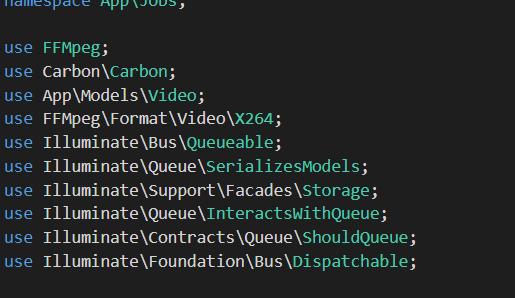 namespace App\Jobs;
use FFMpeg;
use Carbon\Carbon;
use App\Models\Video;
use FFMpeg\Format\Video\X264;
use Illuminate\Bus\Queueable;
use Illuminate\Queue\SerializesModels;
use Illuminate\Support\Facades\Storage;
use Illuminate\Queue\InteractsWithQueue;
use Illuminate\Contracts\Queue\ShouldQueue;
use Illuminate\Foundation\Bus\Dispatchable;